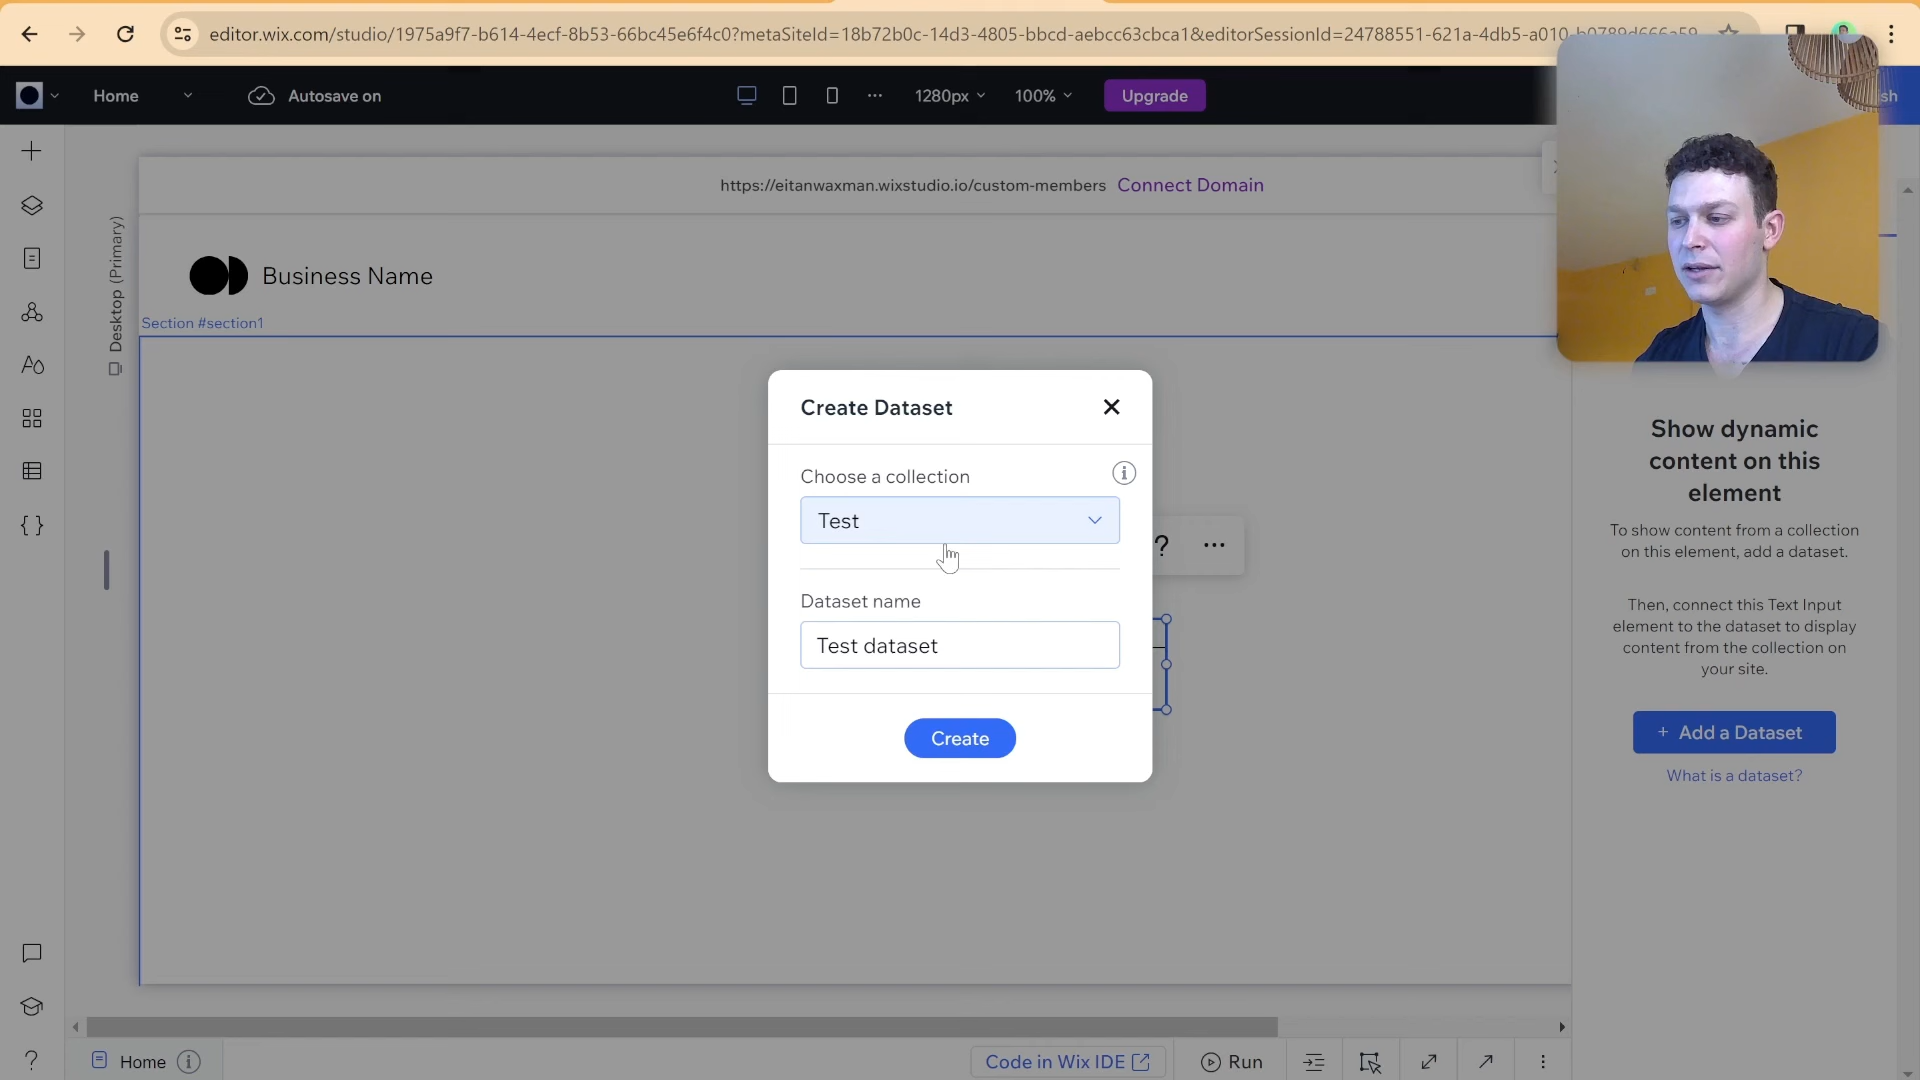 editor.wix.com/studio/1975a9f7-b614-4ecf-8b53-66bc45e6f4c0?metaSiteId=18b72b0c-14d3-4805-bbcd-aebcc63cbca1&editorSessionId=24788551-621a-4db5-a010-b0789d666a59
Home
Autosave on
1280px
100%
Upgrade
sh
https://eitanwaxman.wixstudio.io/custom-members Connect Domain
Desktop (Primary)
Business Name
Section #section1
Create Dataset
Choose a collection
Test
Dataset name
Test dataset
Create
?
Show dynamic
content on this
element
To show content from a collection
on this element, add a dataset.
Then, connect this Text Input
element to the dataset to display
content from the collection on
your site.
+ Add a Dataset
What is a dataset?
?
Home
Code in Wix IDE
Run